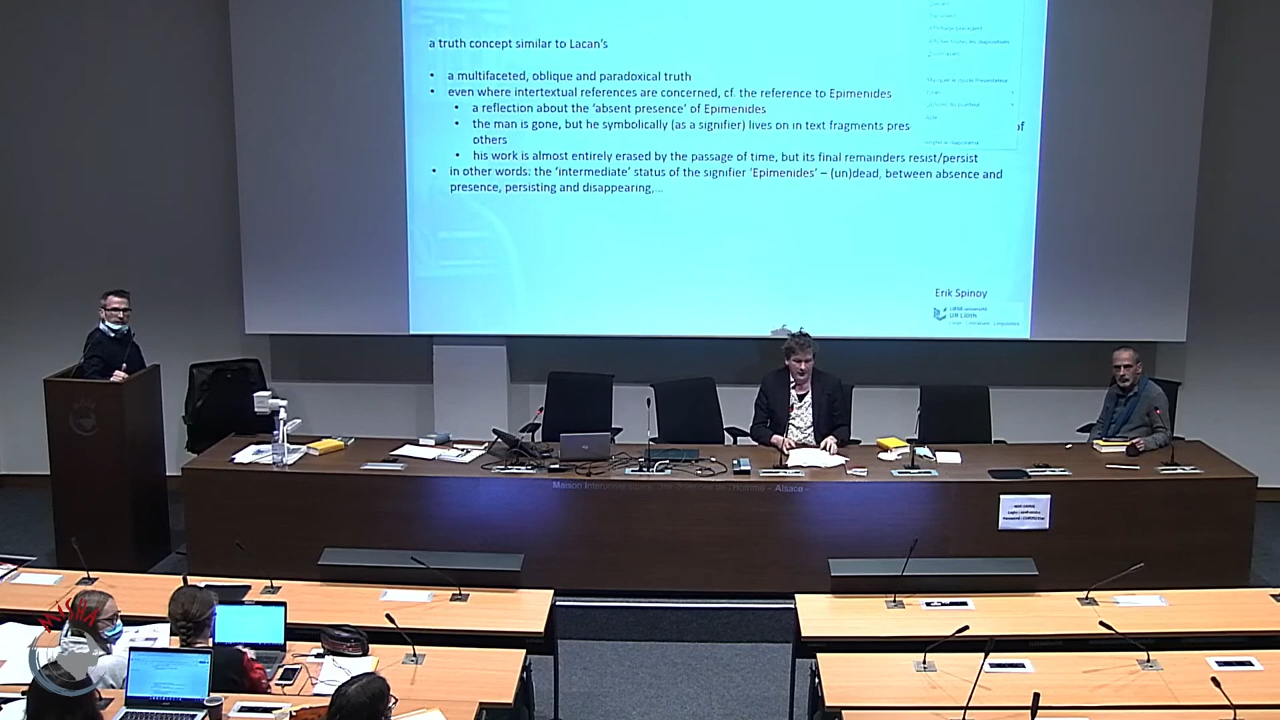 a truth concept similar to Lacan's
• a multifaceted, oblique and paradoxical truth
• even where intertextual references are concerned, cf. the reference to Epimenides
• a reflection about the 'absent presence' of Epimenides
• the man is gone, but he symbolically (as a signifier) lives on in text fragments pres of
others
• his work is almost entirely erased by the passage of time, but its final remainders resist/persist
• in other words: the 'intermediate' status of the signifier 'Epimenides' – (un)dead, between absence and
presence, persisting and disappearing,...
Erik Spinoy
Maison Interuniversitaire des Sciences de l'Homme – Alsace –
MISHA